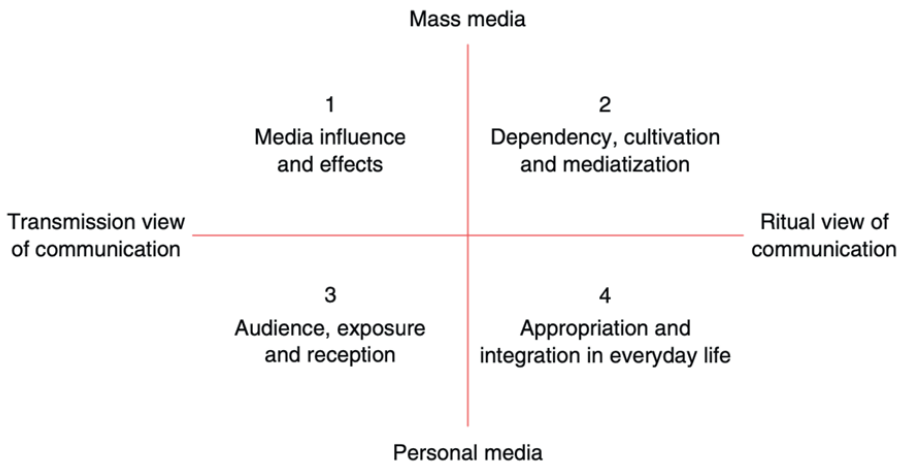 Mass media
1
Media influence
and effects
2
Dependency, cultivation
and mediatization
Transmission view
of communication
Ritual view of
communication
3
Audience, exposure
and reception
4
Appropriation and
integration in everyday life
Personal media